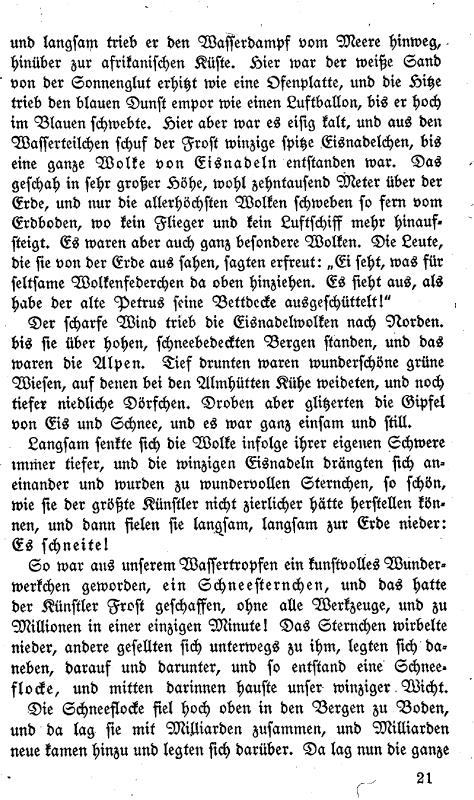 und langsam trieb er den Wasserdampf vom Meere hinweg,
hinüber zur afrikanischen Küste. Hier war der weiße Sand
von der Sonnenglut erhitzt wie eine Ofenplatte, und die Hitze
trieb den blauen Dunst empor wie einen Luftballon, bis er hoch
im Blauen schwebte. Hier aber war es eisig kalt, und aus den
Wasserteilchen schuf der Frost winzige spitze Eisnadelchen, bis
eine ganze Wolke von Eisnadeln entstanden war. Das
geschah in sehr großer Höhe, wohl zehntausend Meter über der
Erde, und nur die allerhöchsten Wolken schweben so fern vom
Erdboden, wo kein Flieger und kein Luftschiff mehr hinauf-
steigt. Es waren aber auch ganz besondere Wolken. Die Leute,
die sie von der Erde aus sahen, sagten erfreut: „Ei seht, was für
seltsame Wolkenfederchen da oben hinziehen. Es sieht aus, als
habe der alte Petrus seine Bettdecke ausgeschüttelt!“
Der scharfe Wind trieb die Eisnadelwolken nach Norden.
bis sie über hohen, schneebedeckten Bergen standen, und das
waren die Alpen. Tief drunten waren wunderschöne grüne
Wiesen, auf denen bei den Almhütten Kühe weideten, und noch
tiefer niedliche Dörfchen. Droben aber glitzerten die Gipfel
von Eis und Schnee, und es war ganz einsam und still.
Langsam senkte sich die Wolke infolge ihrer eigenen Schwere
immer tiefer, und die winzigen Eisnadeln drängten sich an-
einander und wurden zu wundervollen Sternchen, so schön,
wie sie der größte Künstler nicht zierlicher hätte herstellen kön-
nen, und dann fielen sie langsam, langsam zur Erde nieder:
Es schneite!
So war aus unserem Wassertropfen ein kunstvolles Wunder-
werkchen geworden, ein Schneesternchen, und das hatte
der Künstler Frost geschaffen, ohne alle Werkzeuge, und zu
Millionen in einer einzigen Minute! Das Sternchen wirbelte
nieder, andere gesellten sich unterwegs zu ihm, legten sich da-
neben, darauf und darunter, und so entstand eine Schnee-
flocke, und mitten darinnen hauste unser winziger Wicht.
Die Schneeflocke fiel hoch oben in den Bergen zu Boden,
und da lag sie mit Milliarden zusammen, und Milliarden
neue kamen hinzu und legten sich darüber. Da lag nun die ganze
21